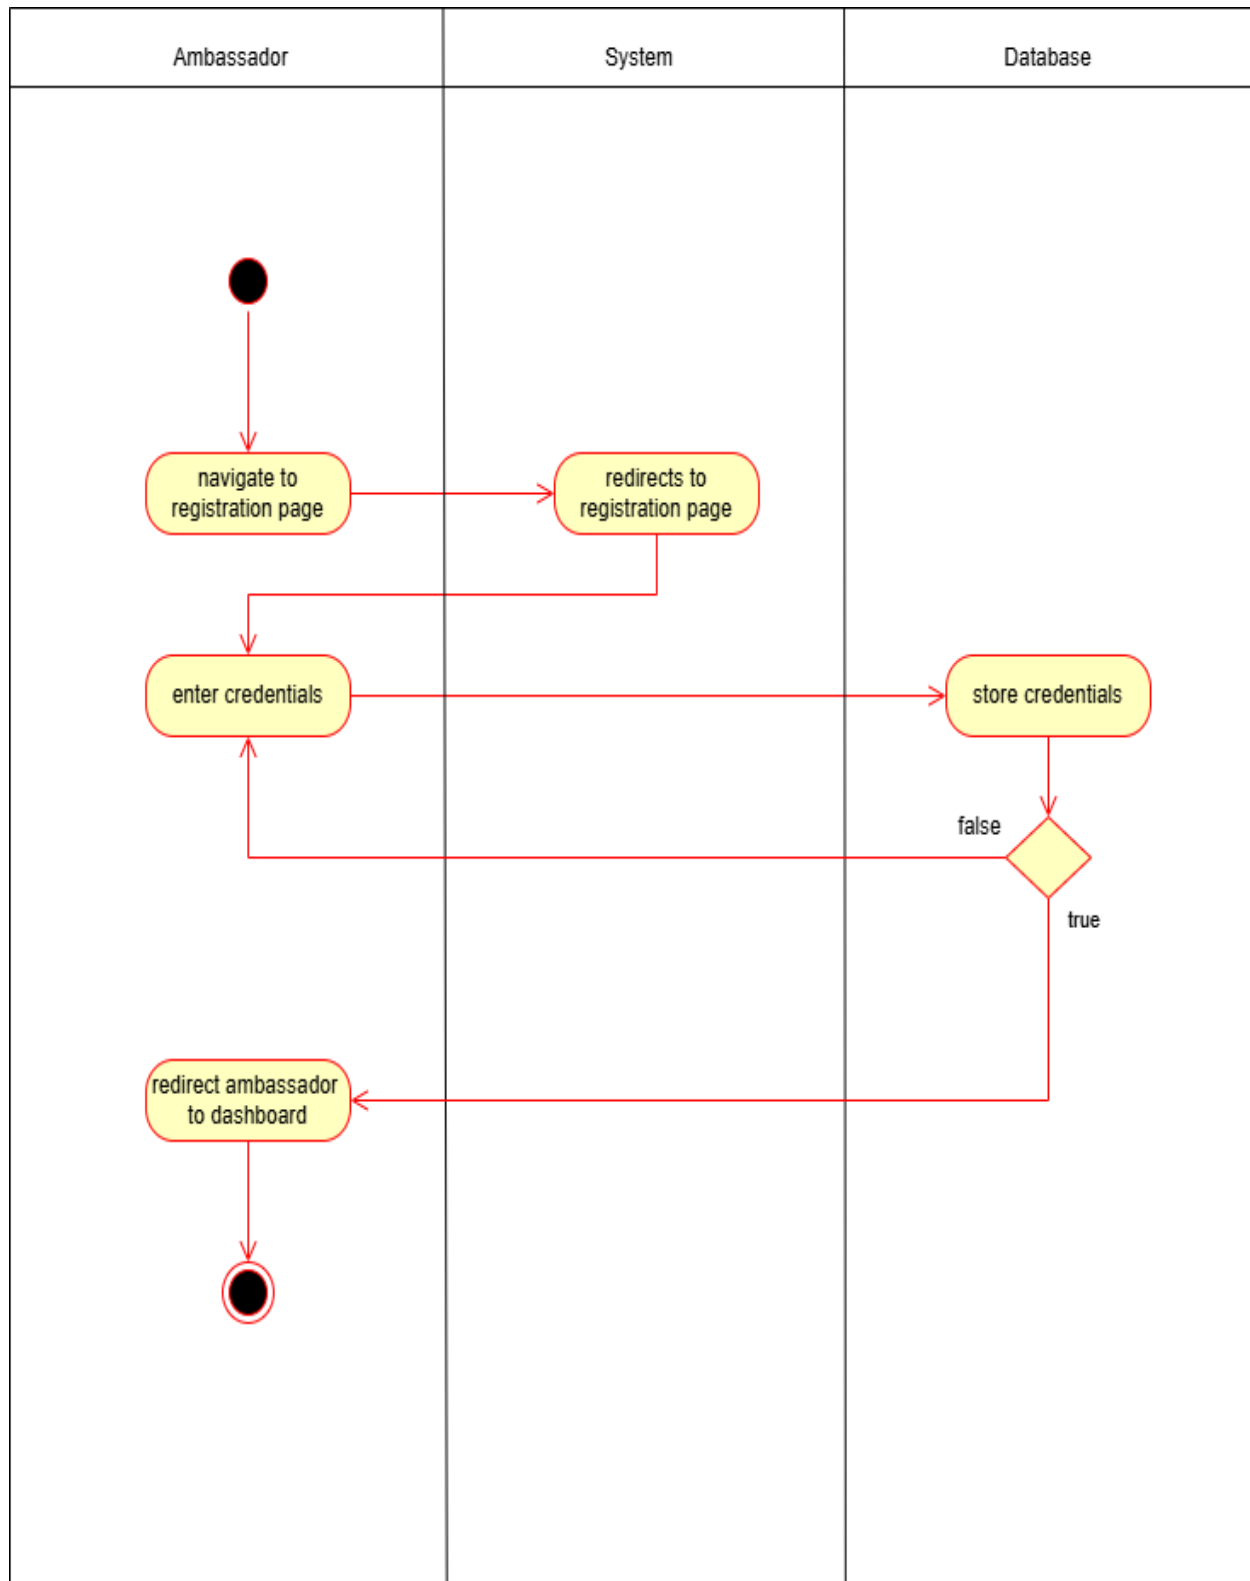 Ambassador
System
Database
navigate to
registration page
redirects to
registration page
enter credentials
store credentials
false
true
redirect ambassador
to dashboard